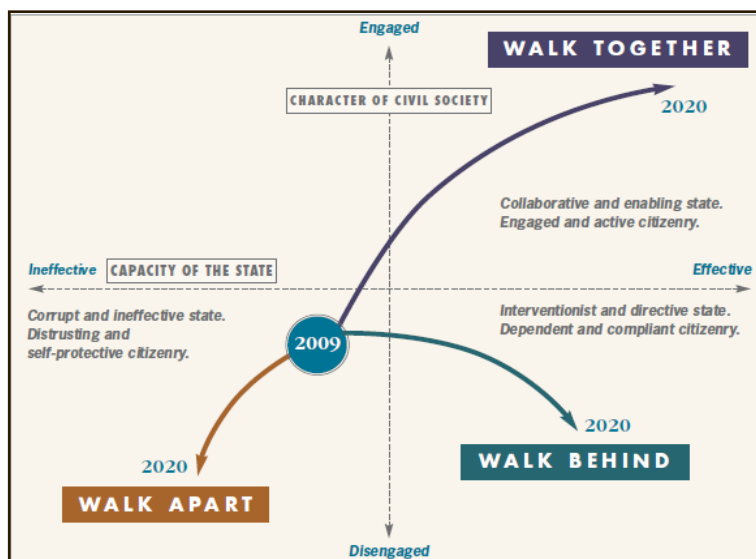 Engaged
WALK TOGETHER
CHARACTER OF CIVIL SOCIETY
2020
Collaborative and enabling state.
Engaged and active citizenry.
Ineffective
CAPACITY OF THE STATE
Effective
Corrupt and ineffective state.
Distrusting and
self-protective citizenry.
Interventionist and directive state.
Dependent and compliant citizenry.
2009
2020
WALK BEHIND
2020
WALK APART
Disengaged